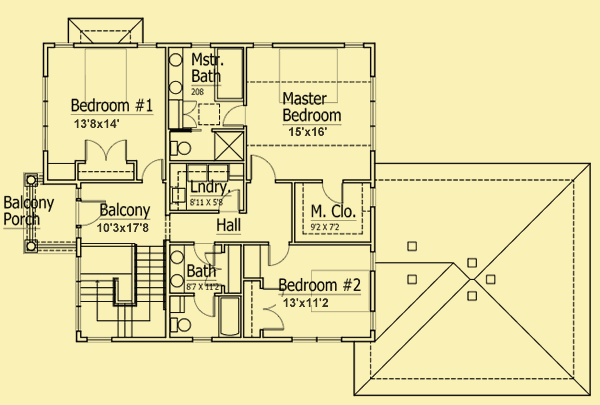 Mstr.
Bath
208
Bedroom #1
13'8x14'
Master
Bedroom
15'x16'
Lndry.
8'11 X 5'8
Balcony
Porch
Balcony
10'3x17'8
M. Clo.
9'2 X 7'2
Hall
Bath
8'7 X 11'2
Bedroom #2
13'x11'2